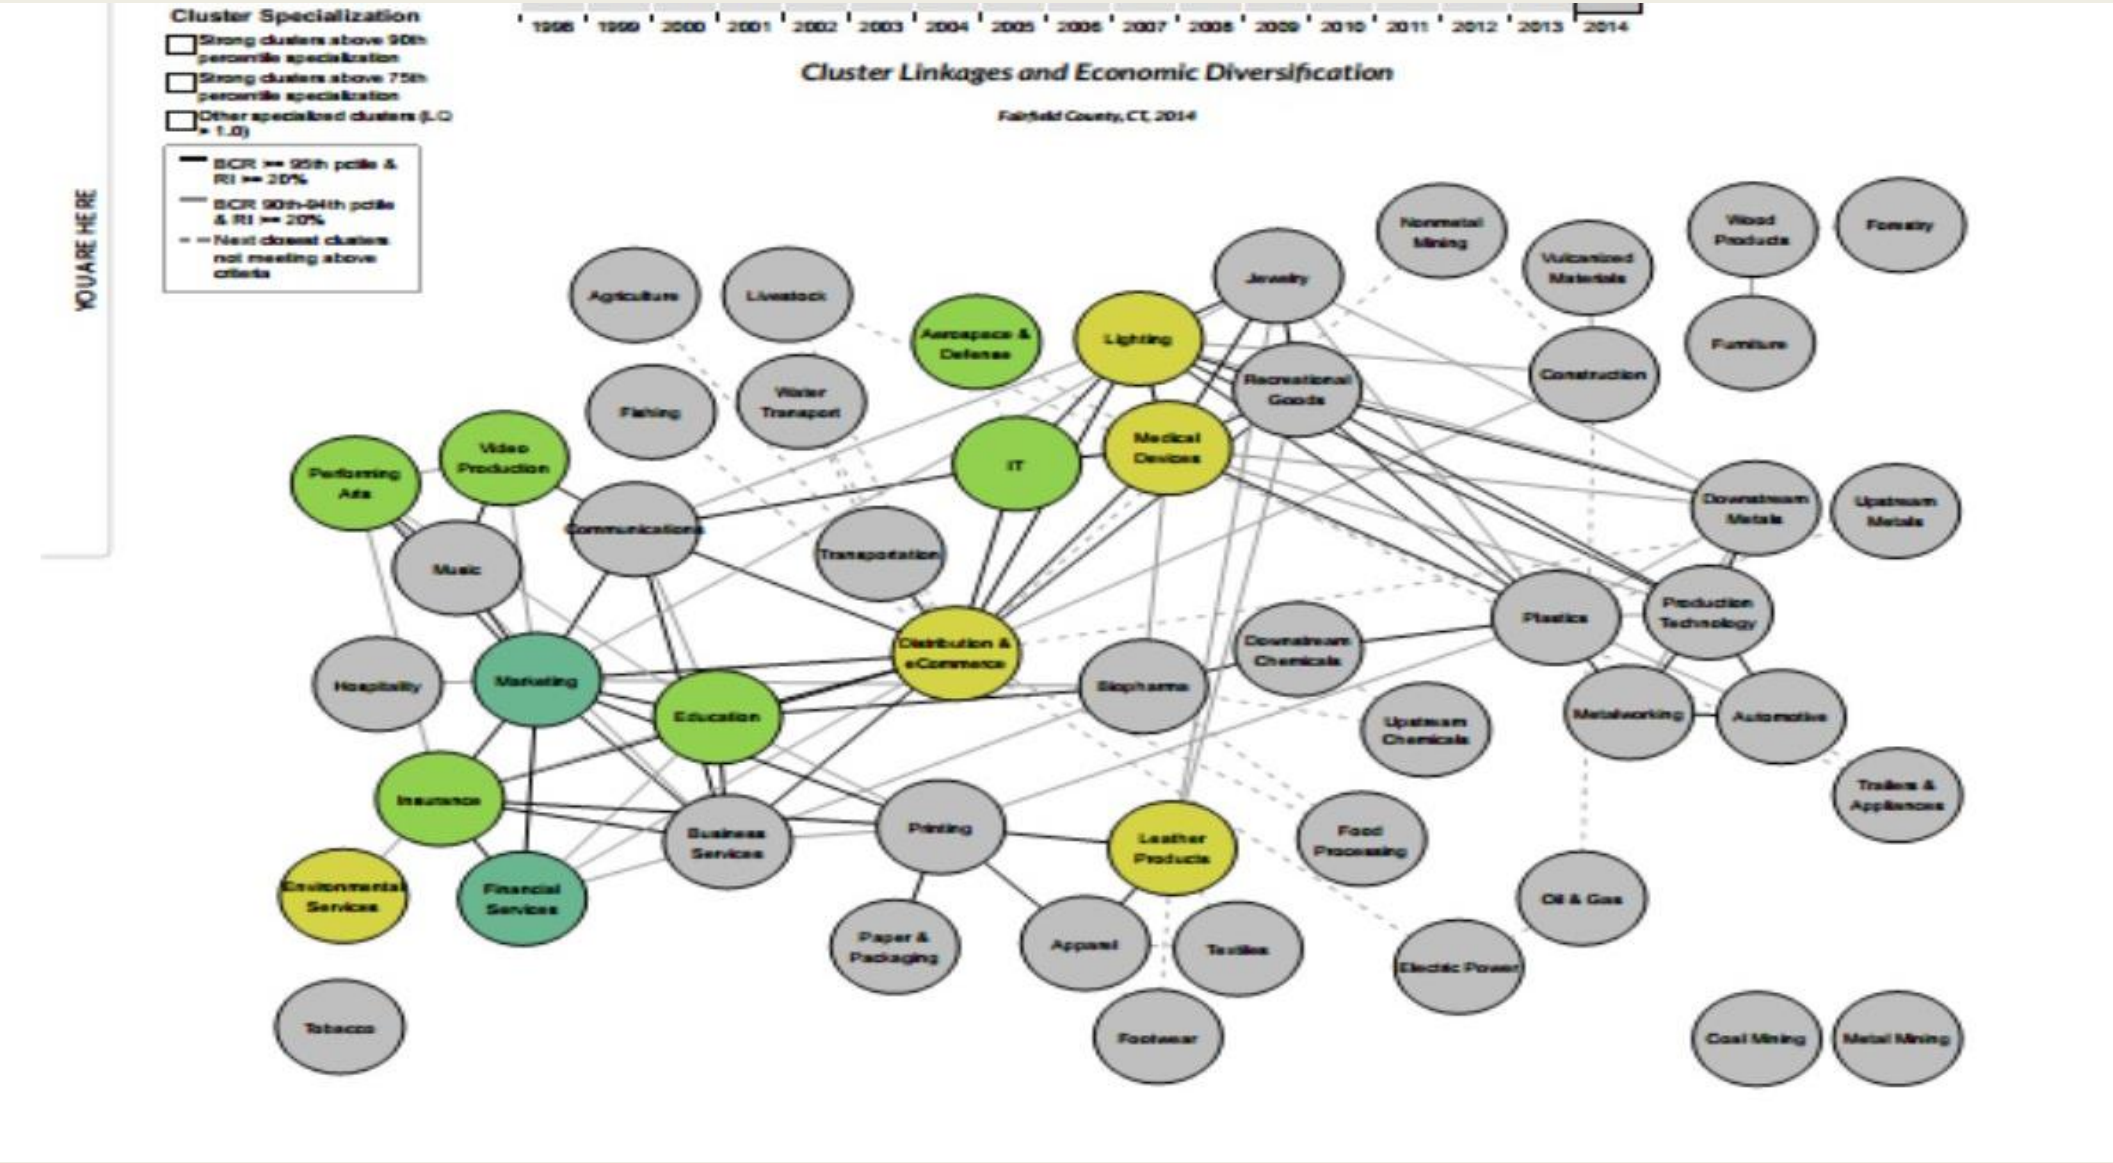 Cluster Specialization
Strong clusters above 90th
percentile specialization
Strong clusters above 75th
percentile specialization
Other specialized clusters (LQ
> 1.0)
BCR >= 95th pctile &
RI >= 20%
BCR 90th-94th pctile
& RI >= 20%
Next closest clusters
not meeting above
criteria
YOU ARE HERE
1998 1999 2000 2001 2002 2003 2004 2005 2006 2007 2008 2009 2010 2011 2012 2013 2014
Cluster Linkages and Economic Diversification
Fairfield County, CT, 2014
Nonmetal
Mining
Wood
Products
Forestry
Vulcanized
Materials
Jewelry
Agriculture
Livestock
Aerospace &
Defense
Lighting
Furniture
Construction
Recreational
Goods
Water
Transport
Fishing
Video
Production
Performing
Arts
IT
Medical
Devices
Downstream
Metals
Upstream
Metals
Communications
Transportation
Music
Plastics
Production
Technology
Distribution &
eCommerce
Downstream
Chemicals
Hospitality
Marketing
Education
Biopharma
Upstream
Chemicals
Metalworking
Automotive
Trailers &
Appliances
Insurance
Business
Services
Printing
Leather
Products
Food
Processing
Environmental
Services
Financial
Services
Oil & Gas
Paper &
Packaging
Apparel
Textiles
Electric Power
Tobacco
Footwear
Coal Mining
Metal Mining